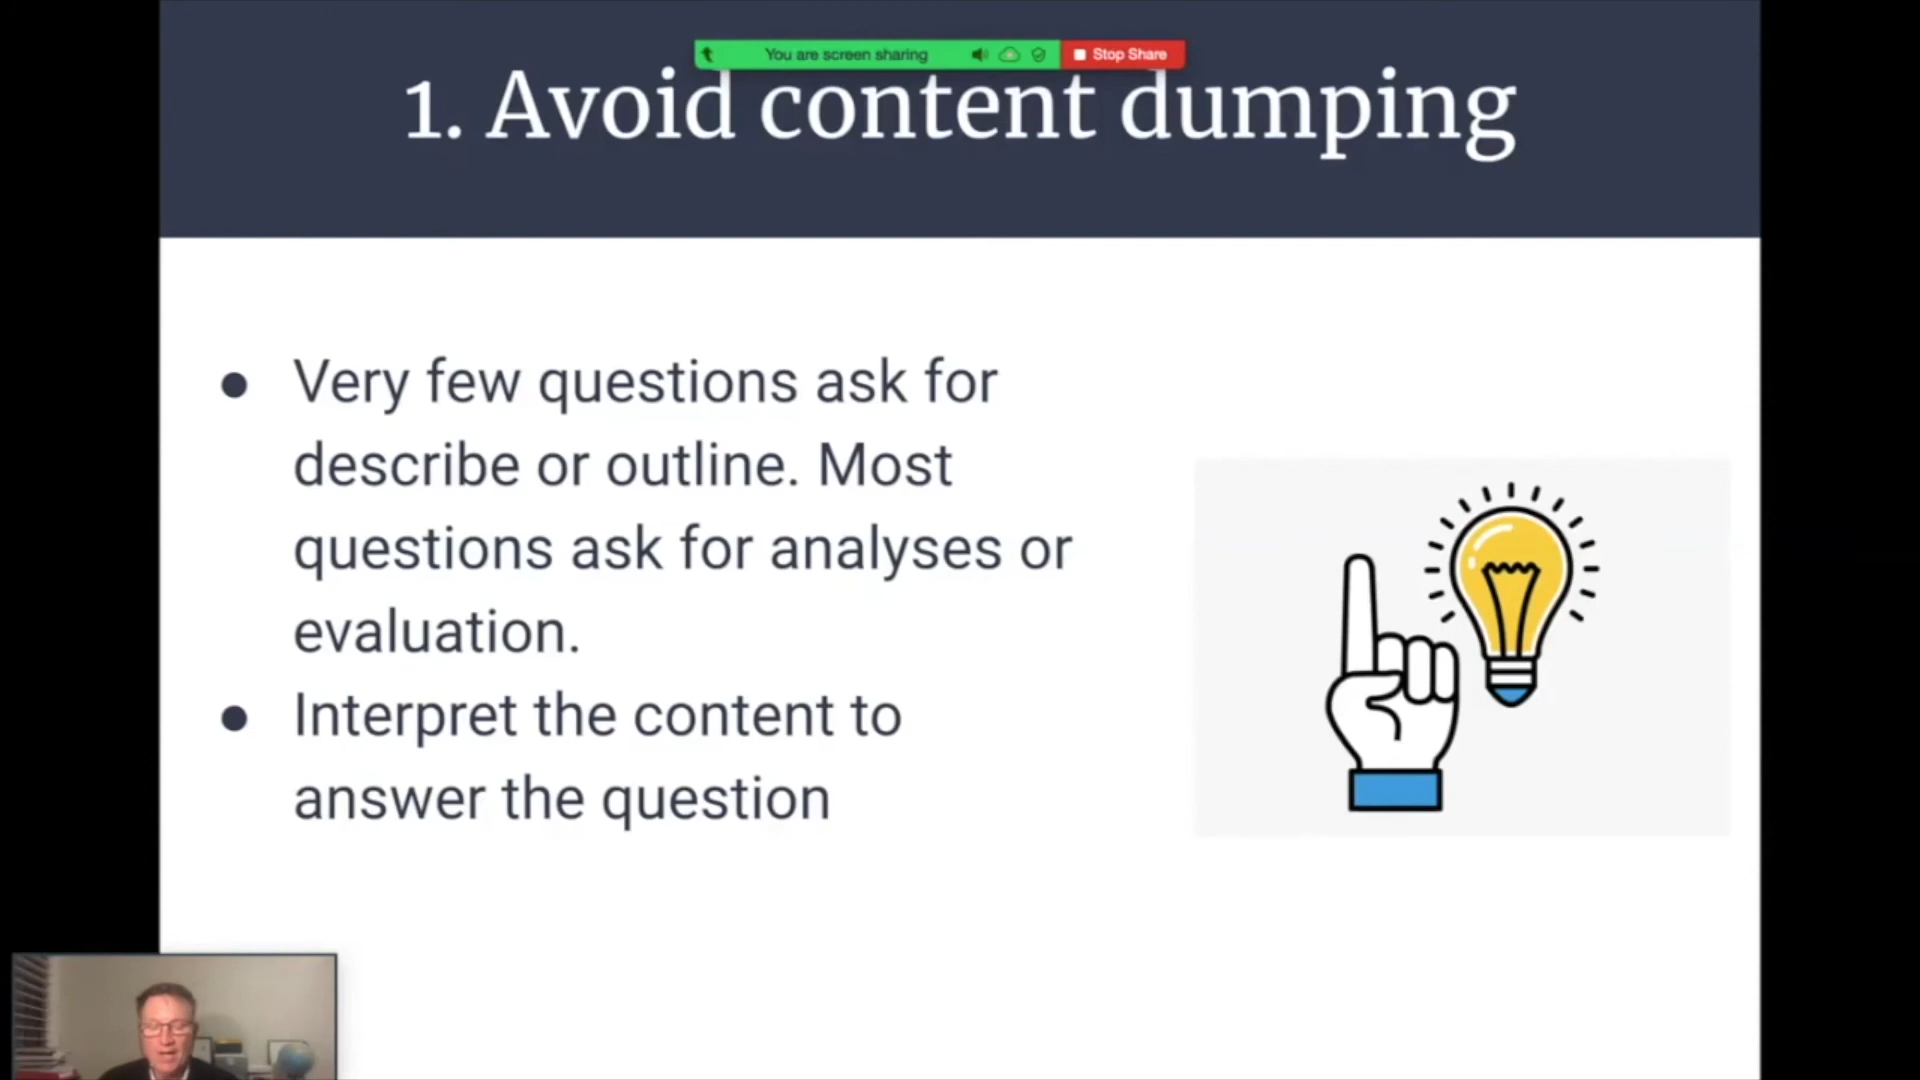 You are screen sharing
Stop Share
1. Avoid content dumping
● Very few questions ask for
describe or outline. Most
questions ask for analyses or
evaluation.
● Interpret the content to
answer the question